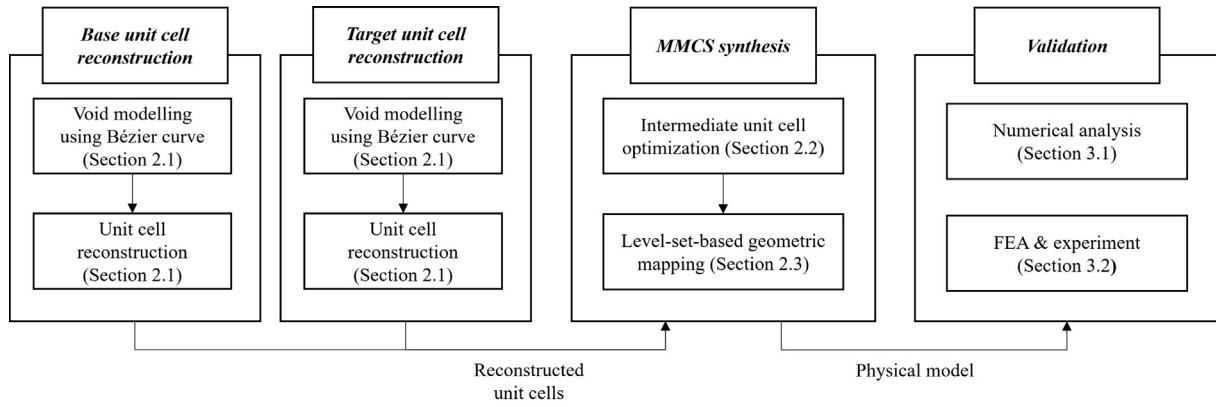 Base unit cell
reconstruction
Void modelling
using Bézier curve
(Section 2.1)
Unit cell
reconstruction
(Section 2.1)
Target unit cell
reconstruction
Void modelling
using Bézier curve
(Section 2.1)
Unit cell
reconstruction
(Section 2.1)
MMCS synthesis
Intermediate unit cell
optimization (Section 2.2)
Level-set-based geometric
mapping (Section 2.3)
Validation
Numerical analysis
(Section 3.1)
FEA & experiment
(Section 3.2)
Reconstructed
unit cells
Physical model